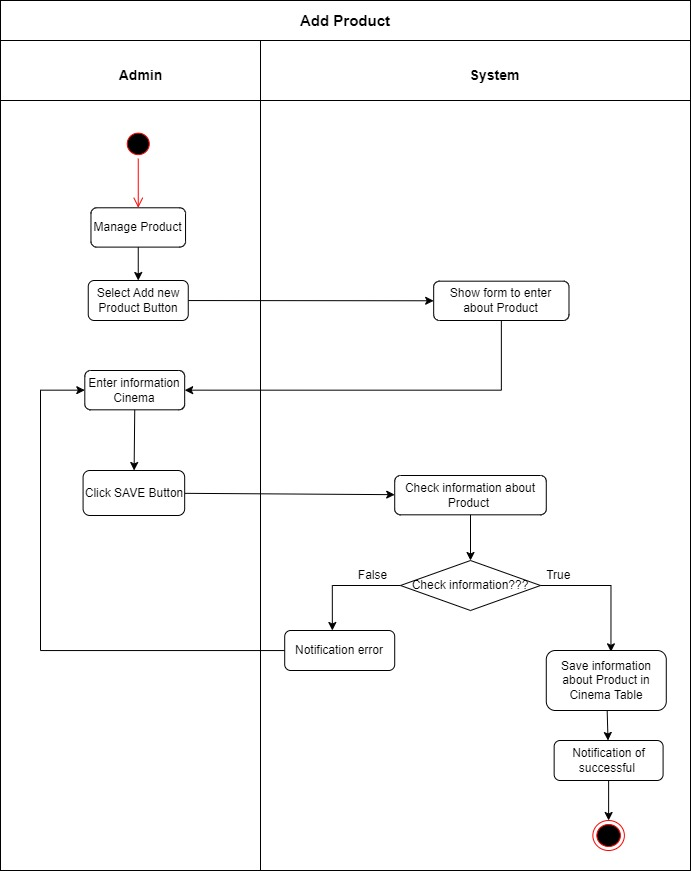 Add Product
Admin
System
Manage Product
Select Add new
Product Button
Show form to enter
about Product
Enter information
Cinema
Click SAVE Button
Check information about
Product
False
Check information???
True
Notification error
Save information
about Product in
Cinema Table
Notification of
successful